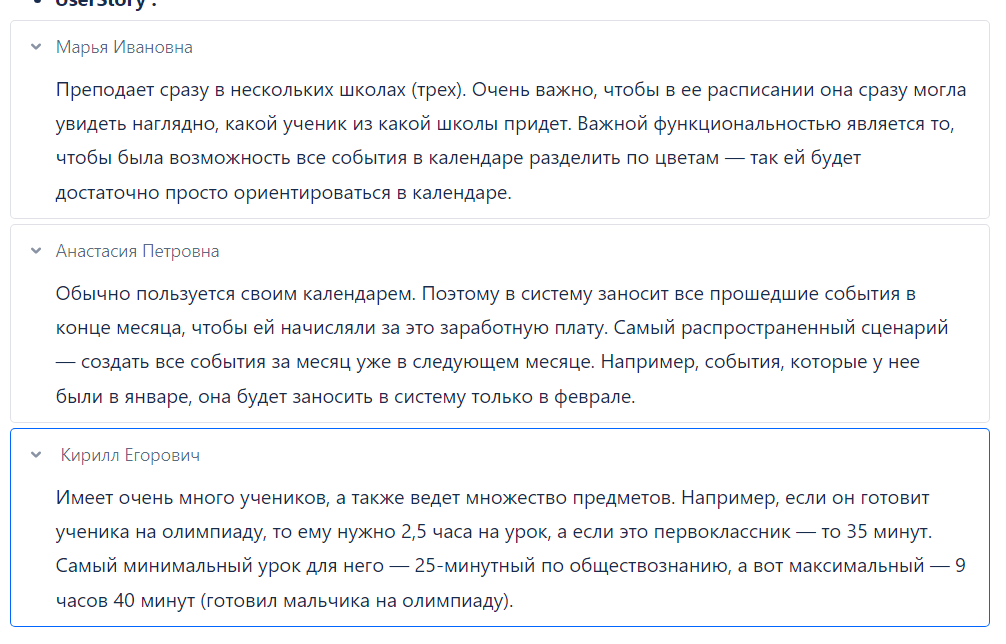 • UserStory :
Марья Ивановна
Преподает сразу в нескольких школах (трех). Очень важно, чтобы в ее расписании она сразу могла
увидеть наглядно, какой ученик из какой школы придет. Важной функциональностью является то,
чтобы была возможность все события в календаре разделить по цветам — так ей будет
достаточно просто ориентироваться в календаре.
Анастасия Петровна
Обычно пользуется своим календарем. Поэтому в систему заносит все прошедшие события в
конце месяца, чтобы ей начисляли за это заработную плату. Самый распространенный сценарий
— создать все события за месяц уже в следующем месяце. Например, события, которые у нее
были в январе, она будет заносить в систему только в феврале.
Кирилл Егорович
Имеет очень много учеников, а также ведет множество предметов. Например, если он готовит
ученика на олимпиаду, то ему нужно 2,5 часа на урок, а если это первоклассник — то 35 минут.
Самый минимальный урок для него — 25-минутный по обществознанию, а вот максимальный — 9
часов 40 минут (готовил мальчика на олимпиаду).